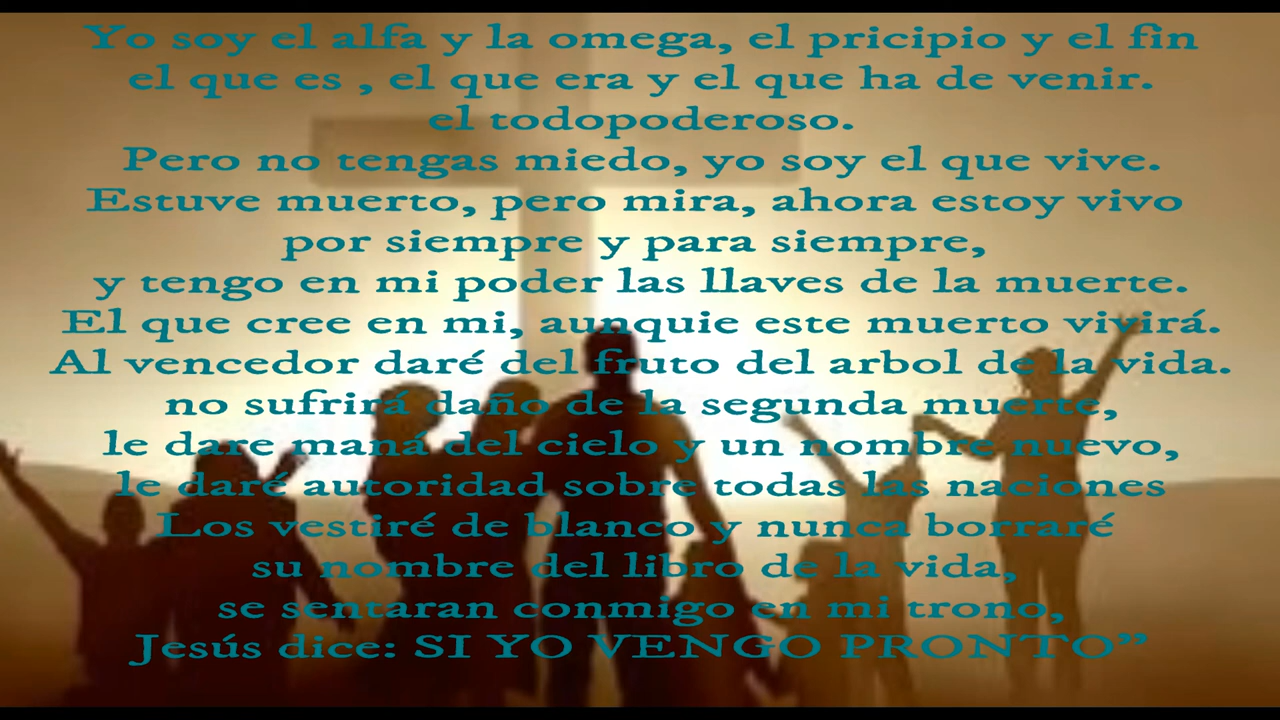 Yo soy el alfa y la omega, el pricipio y el fin
el que es , el que era y el que ha de venir.
el todopoderoso.
Pero no tengas miedo, yo soy el que vive.
Estuve muerto, pero mira, ahora estoy vivo
por siempre y para siempre,
y tengo en mi poder las llaves de la muerte.
El que cree en mi, aunquie este muerto vivirá.
Al vencedor daré del fruto del arbol de la vida.
no sufrirá daño de la segunda muerte,
le dare maná del cielo y un nombre nuevo,
le daré autoridad sobre todas las naciones
Los vestiré de blanco y nunca borraré
su nombre del libro de la vida,
se sentaran conmigo en mi trono,
Jesús dice: SI YO VENGO PRONTO”